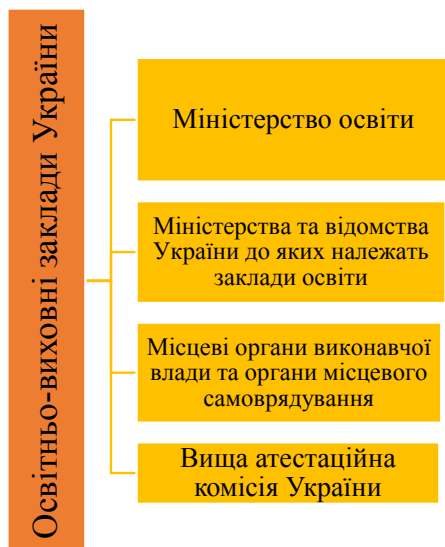 Освітньо-виховні заклади України
Міністерство освіти
Міністерства та відомства
України до яких належать
заклади освіти
Місцеві органи виконавчої
влади та органи місцевого
самоврядування
Вища атестаційна
комісія України